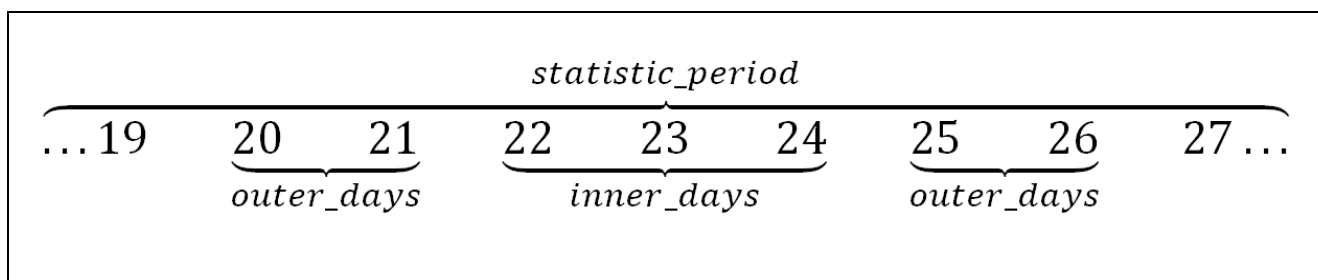 statistic_period
...19 20 21 22 23 24 25 26 27...
outer_days inner_days outer_days